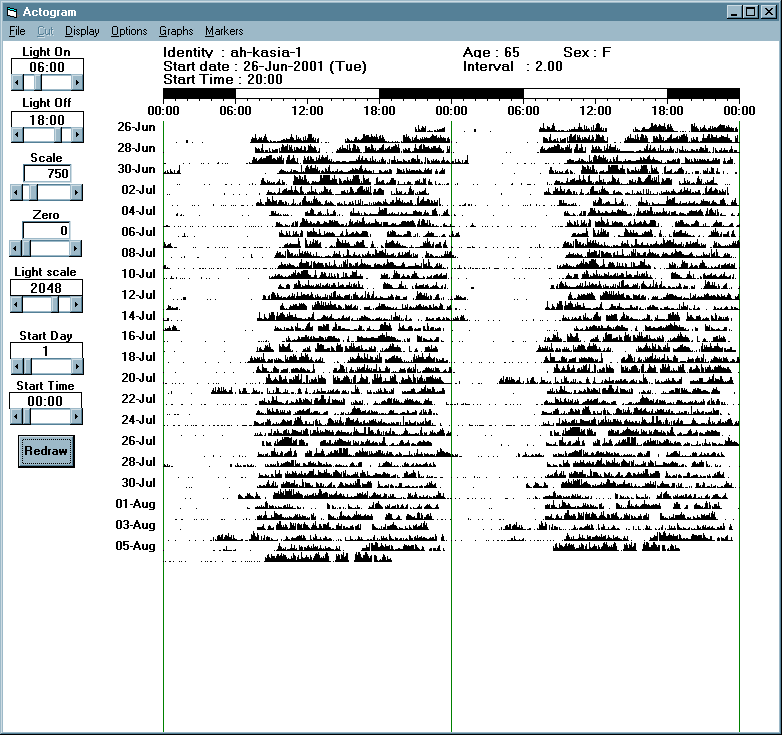 Actogram
File Cut Display Options Graphs Markers
Light On
06:00
Light Off
18:00
Scale
750
Zero
0
Light scale
2048
Start Day
1
Start Time
00:00
Redraw
Identity : ah-kasia-1 Age : 65 Sex : F
Start date : 26-Jun-2001 (Tue) Interval : 2.00
Start Time : 20:00
00:00 06:00 12:00 18:00 00:00 06:00 12:00 18:00 00:00
26-Jun
28-Jun
30-Jun
02-Jul
04-Jul
06-Jul
08-Jul
10-Jul
12-Jul
14-Jul
16-Jul
18-Jul
20-Jul
22-Jul
24-Jul
26-Jul
28-Jul
30-Jul
01-Aug
03-Aug
05-Aug